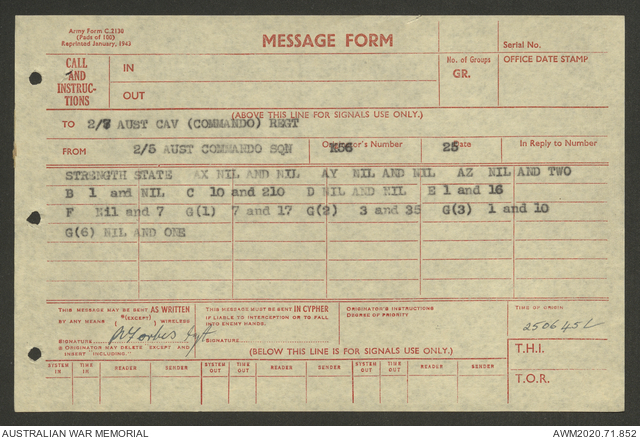 Army Form C.2136
(Pads of 100)
Reprinted January, 1943
MESSAGE FORM
Serial No.
CALL AND INSTRUCTIONS
IN
OUT
No. of Groups
GR.
OFFICE DATE STAMP
(ABOVE THIS LINE FOR SIGNALS USE ONLY.)
TO 2/7 AUST CAV (COMMANDO) REGT
FROM 2/5 AUST COMMANDO SQN Originator's Number Date 25 In Reply to Number
STRENGTH STATE AX NIL AND NIL AY NIL AND NIL AZ NIL AND TWO
B 1 and NIL C 10 and 210 D NIL AND NIL E 1 and 16
F Nil and 7 G(1) 7 and 17 G(2) 3 and 35 G(3) 1 and 10
G(6) NIL AND ONE
THIS MESSAGE MAY BE SENT AS WRITTEN
BY ANY MEANS (EXCEPT) WIRELESS
SIGNATURE
ORIGINATOR MAY DELETE EXCEPT AND
INSERT INCLUDING
THIS MESSAGE MUST BE SENT IN CYPHER
IF LIABLE TO INTERCEPTION OR TO FALL
INTO ENEMY HANDS.
SIGNATURE
ORIGINATOR'S INSTRUCTIONS
DEGREE OF PRIORITY
TIME OF ORIGIN
250645L
(BELOW THIS LINE IS FOR SIGNALS USE ONLY.)
T.H.I.
T.O.R.
SYSTEM IN TIME IN READER SENDER SYSTEM OUT TIME OUT READER SENDER SYSTEM OUT TIME OUT READER SENDER
AUSTRALIAN WAR MEMORIAL
AWM2020.71.852